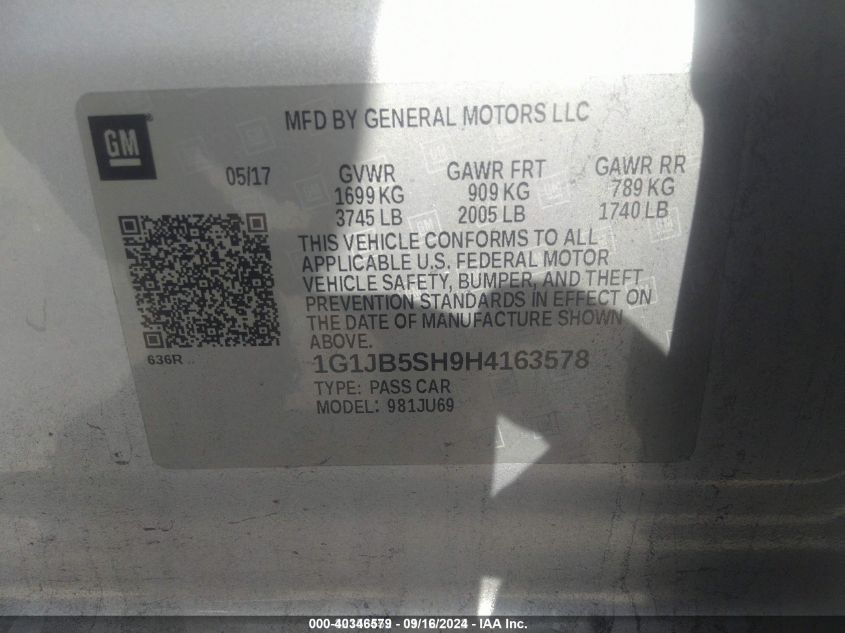 GM
MFD BY GENERAL MOTORS LLC
05/17 GVWR GAWR FRT GAWR RR
1699 KG 909 KG 789 KG
3745 LB 2005 LB 1740 LB
THIS VEHICLE CONFORMS TO ALL
APPLICABLE U.S. FEDERAL MOTOR
VEHICLE SAFETY, BUMPER, AND THEFT
PREVENTION STANDARDS IN EFFECT ON
THE DATE OF MANUFACTURE SHOWN
ABOVE.
636R ..
1G1JB5SH9H4163578
TYPE: PASS CAR
MODEL: 981JU69
000-40346579 - 09/16/2024 - IAA Inc.